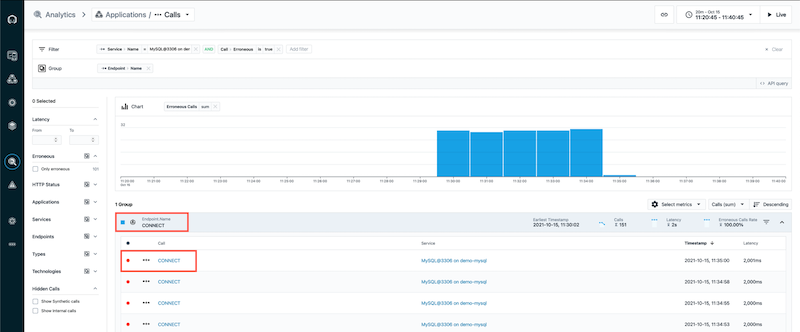 Analytics / Applications / ··· Calls
20m - Oct 15
11:20:45 - 11:40:45
Live
Filter
Service : Name = MySQL@3306 on der
AND
Call : Erroneous is true
Add filter
Clear
Group
Endpoint : Name
API query
0 Selected
Latency
From To
Erroneous
Only erroneous
HTTP Status
Applications
Services
Endpoints
Types
Technologies
Hidden Calls
Show Synthetic calls
Show Internal calls
Chart
Erroneous Calls sum
32
11:20:00 11:21:00 11:22:00 11:23:00 11:24:00 11:25:00 11:26:00 11:27:00 11:28:00 11:29:00 11:30:00 11:31:00 11:32:00 11:33:00 11:34:00 11:35:00 11:36:00 11:37:00 11:38:00 11:39:00 11:40:00
Oct 15
1 Group
Select metrics
Calls (sum)
Descending
Endpoint Name
CONNECT
Earliest Timestamp
2021-10-15, 11:30:02
Calls
Σ 151
Latency
2s
Erroneous Calls Rate
100.00%
Call Service Timestamp ↓ Latency
CONNECT MySQL@3306 on demo-mysql 2021-10-15, 11:35:00 2,001ms
CONNECT MySQL@3306 on demo-mysql 2021-10-15, 11:34:58 2,000ms
CONNECT MySQL@3306 on demo-mysql 2021-10-15, 11:34:55 2,000ms
CONNECT MySQL@3306 on demo-mysql 2021-10-15, 11:34:52 2,000ms